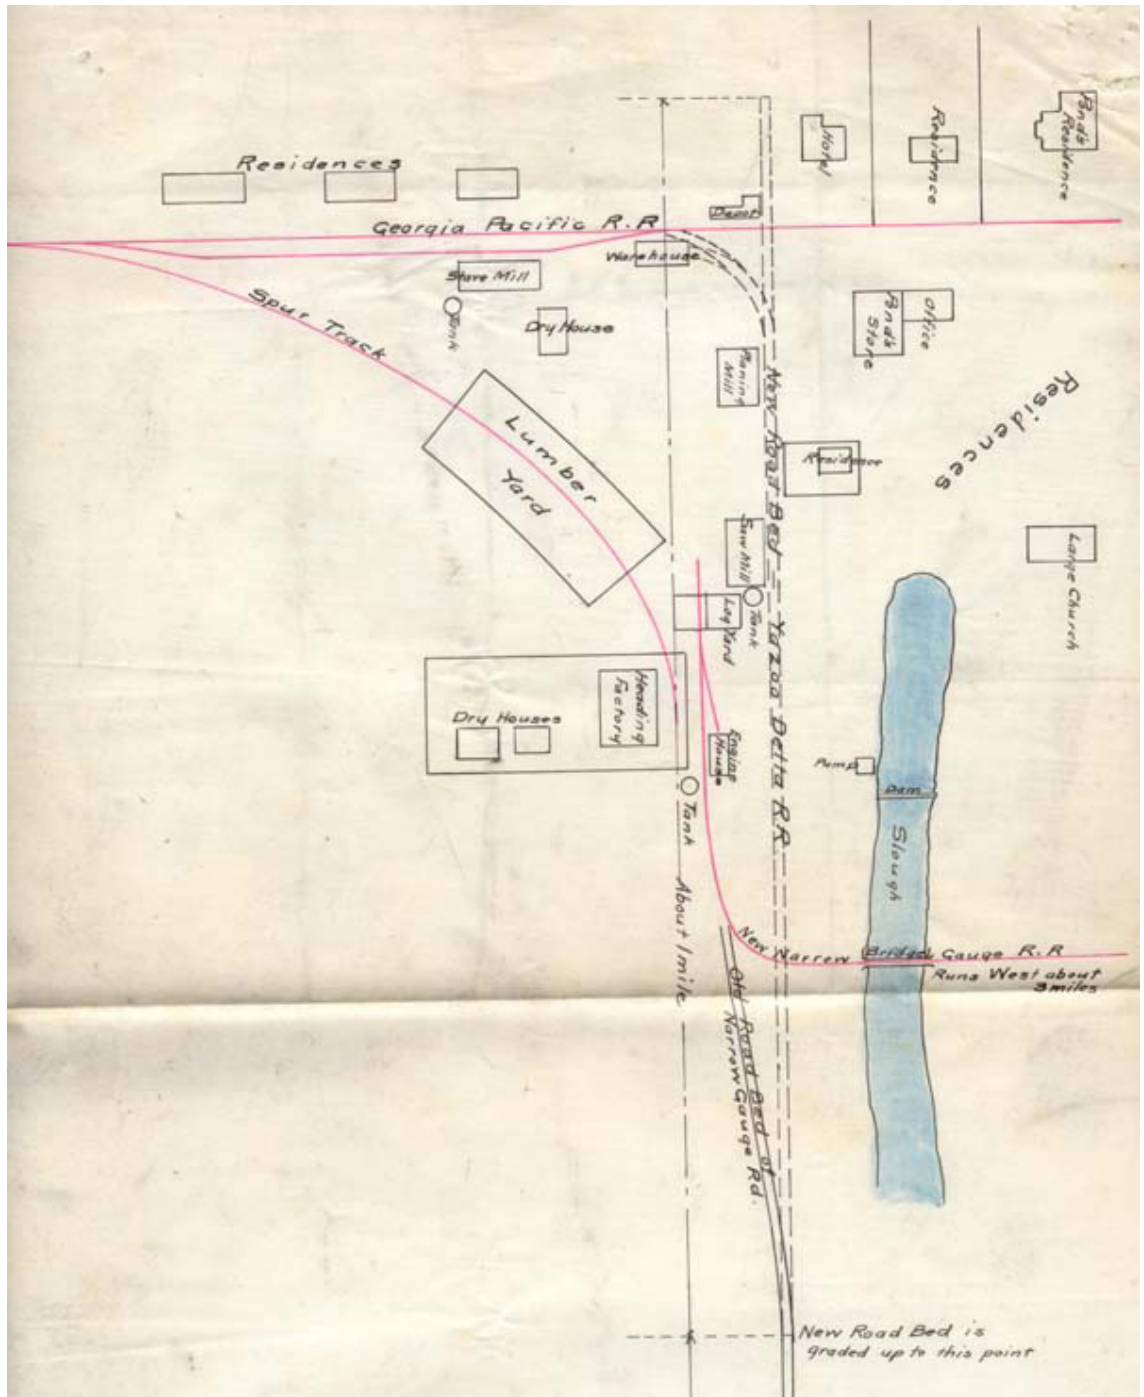 Pond's
Residence
Residence
Hotel
Residences
Depot
Georgia Pacific R.R
Warehouse
Stave Mill
Tank
Dry House
Spur Track
Office
Pond's
Store
Planing
Mill
Residences
Residence
Lumber
Yard
New Road Bed Yazoo Delta RR
Saw Mill
Tank
Log Yard
Large Church
Heading
Factory
Dry Houses
Engine
House
Pump
Dam
Tank
Slough
About 1 mile
New Narrow Bridge Gauge R.R
Runs West about
3 miles
Old Road Bed of
Narrow Gauge Rd.
New Road Bed is
graded up to this point